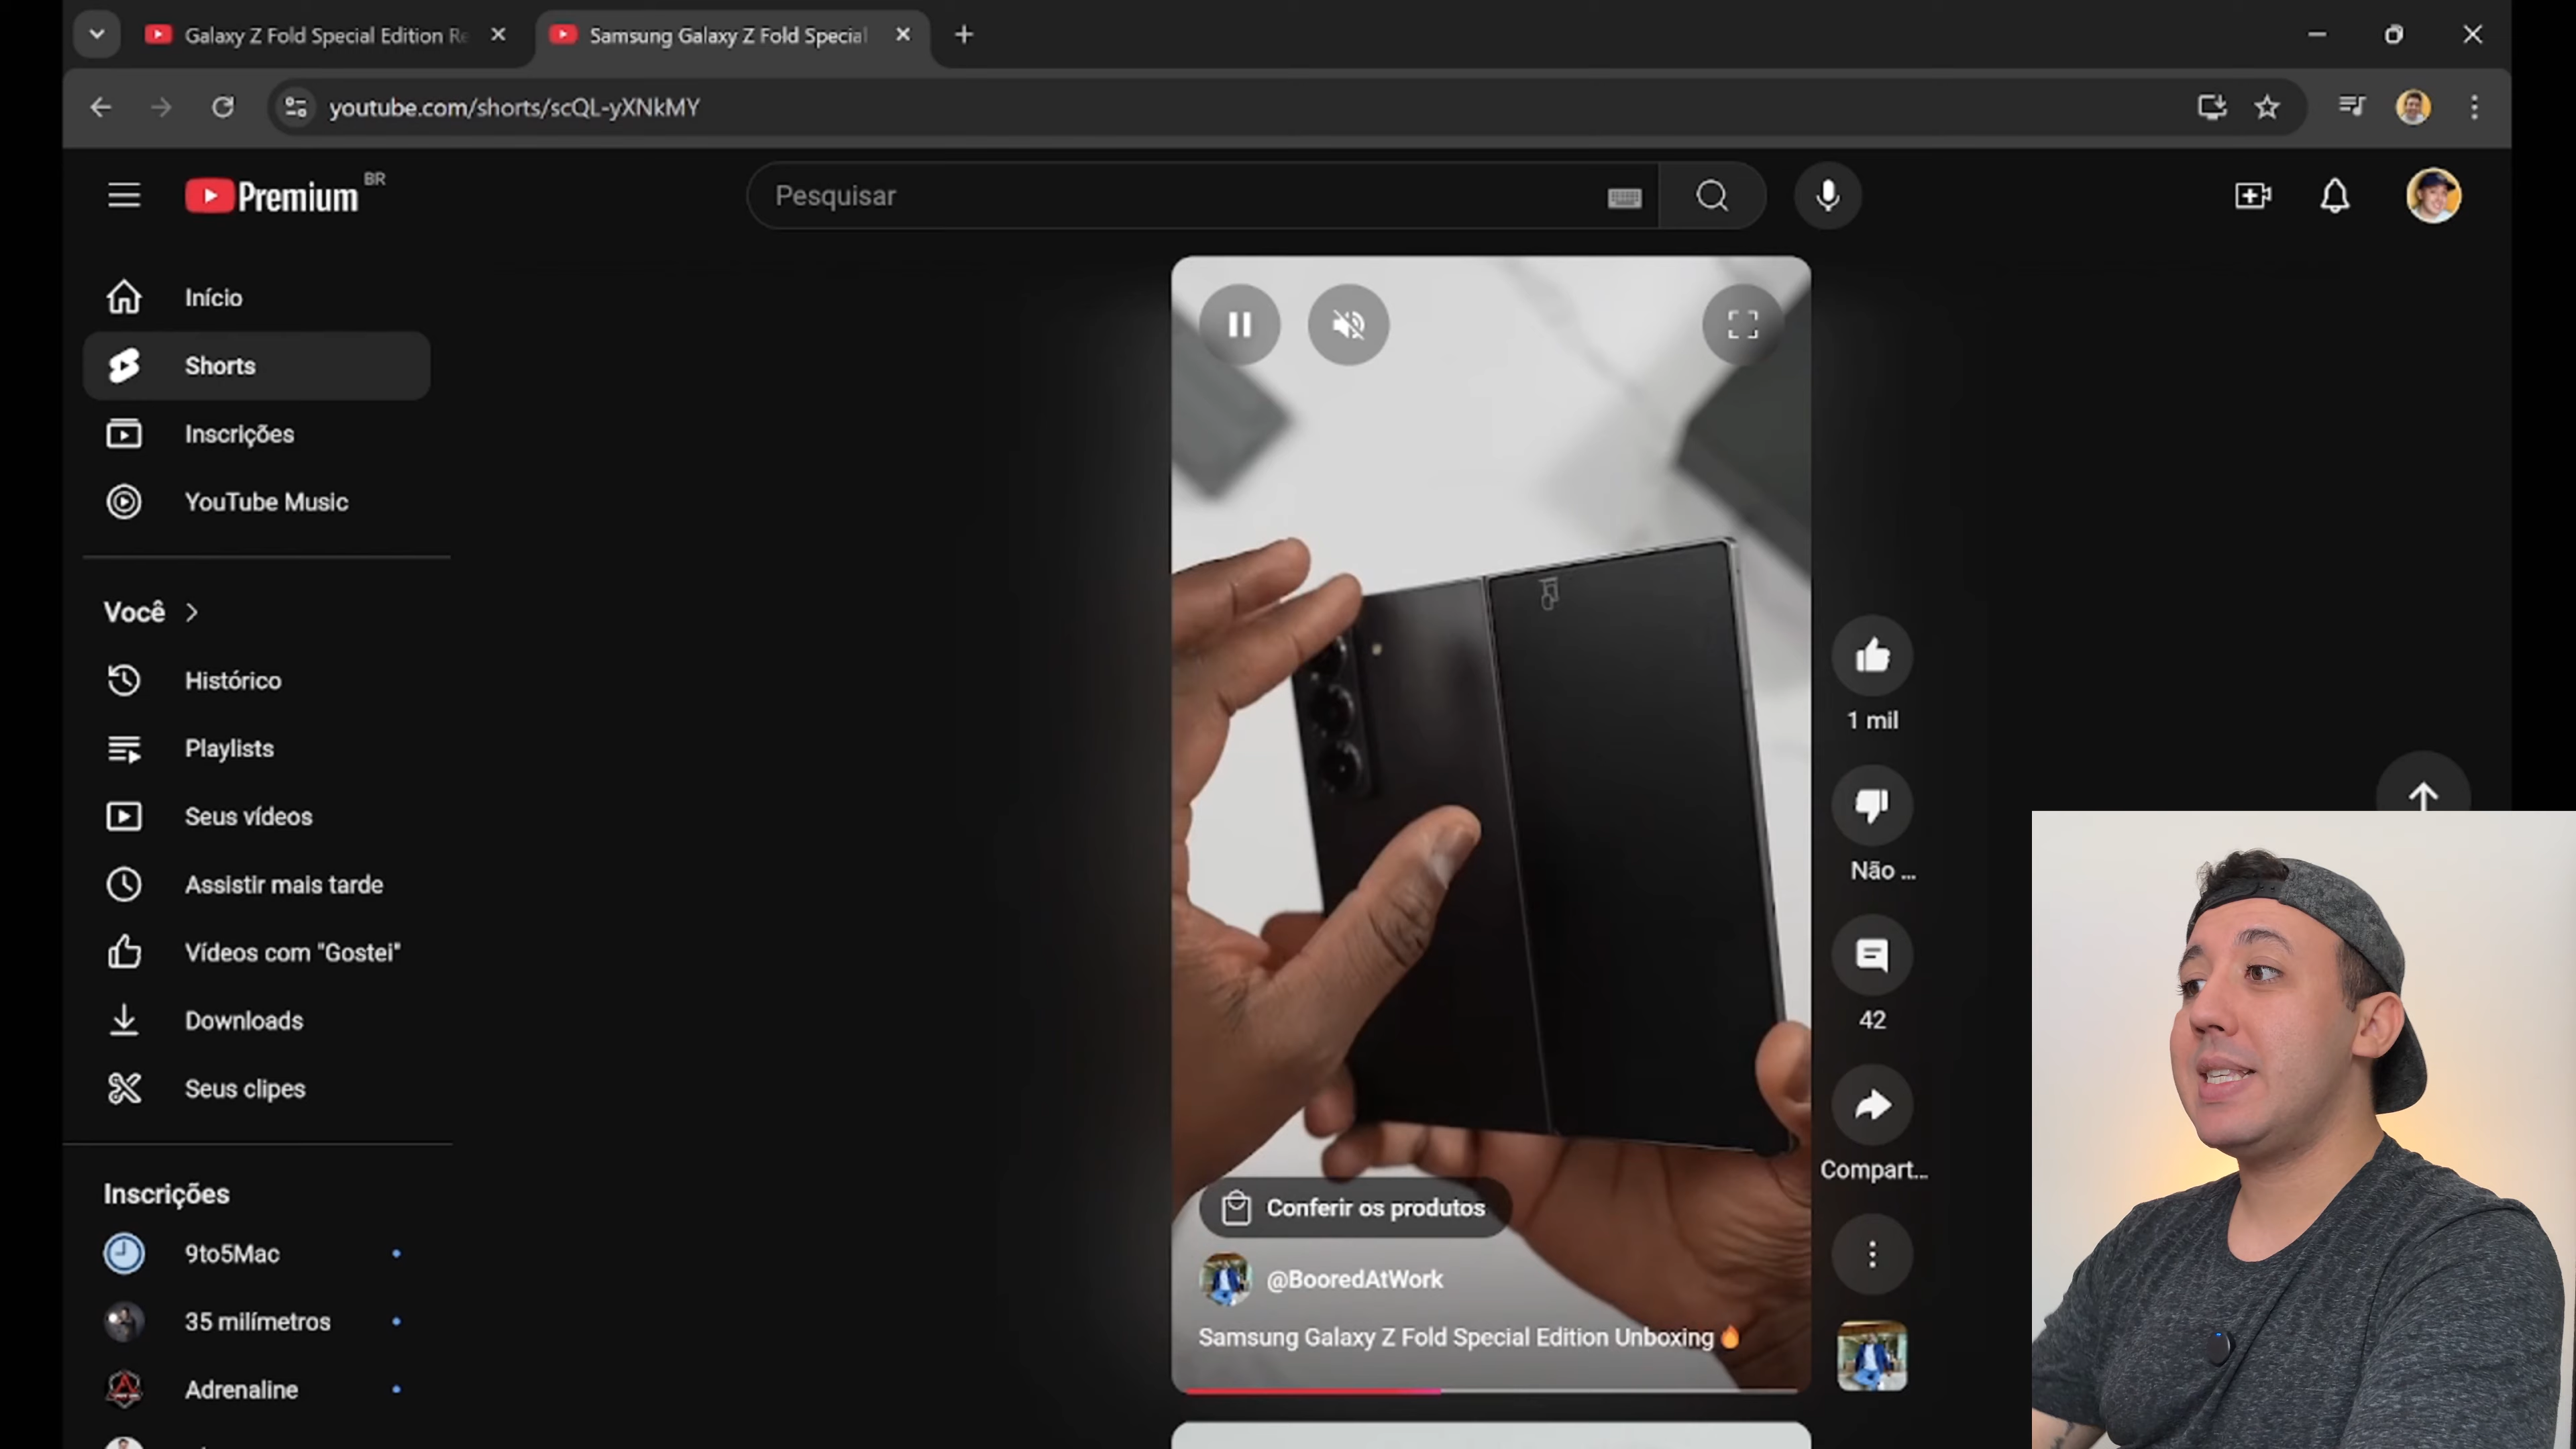 Galaxy Z Fold Special Edition Re
Samsung Galaxy Z Fold Special
youtube.com/shorts/scQL-yXNkMY
Premium BR
Pesquisar
Início
Shorts
Inscrições
YouTube Music
Você
Histórico
Playlists
Seus vídeos
Assistir mais tarde
Vídeos com "Gostei"
Downloads
Seus clipes
Inscrições
9to5Mac
35 milímetros
Adrenaline
1 mil
Não ...
42
Compart...
Conferir os produtos
@BooredAtWork
Samsung Galaxy Z Fold Special Edition Unboxing🔥